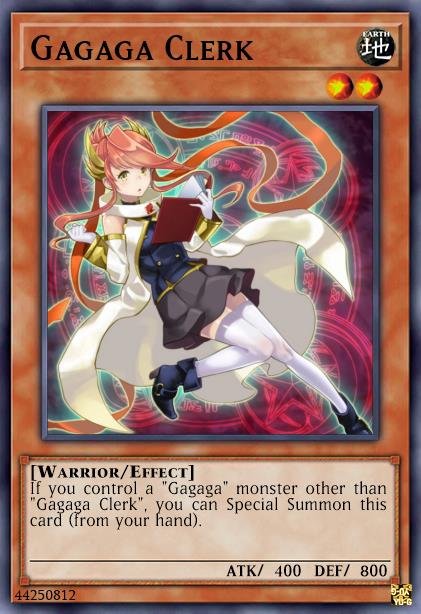 Gagaga Clerk
EARTH
地
[Warrior/Effect]
If you control a "Gagaga" monster other than
"Gagaga Clerk", you can Special Summon this
card (from your hand).
ATK/ 400 DEF/ 800
44250812